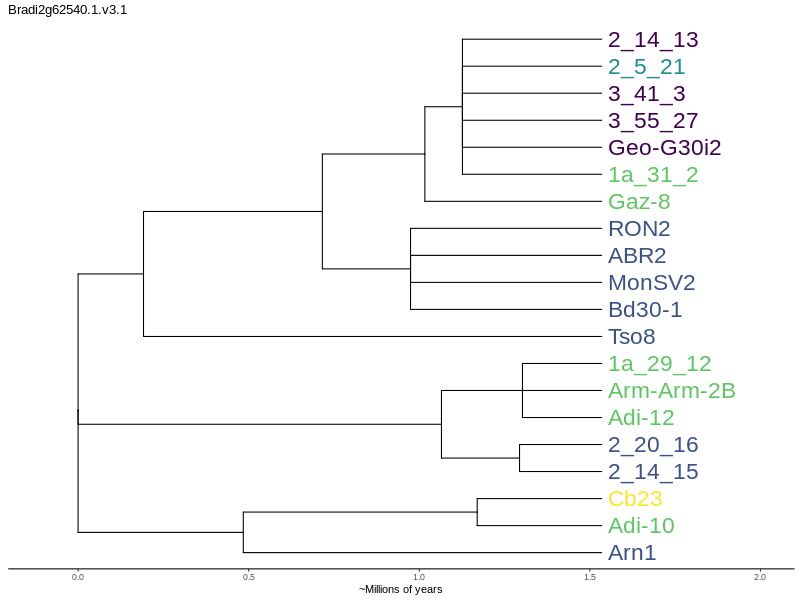 Bradi2g62540.1.v3.1
2_14_13
2_5_21
3_41_3
3_55_27
Geo-G30i2
1a_31_2
Gaz-8
RON2
ABR2
MonSV2
Bd30-1
Tso8
1a_29_12
Arm-Arm-2B
Adi-12
2_20_16
2_14_15
Cb23
Adi-10
Arn1
0.0 0.5 1.0 1.5 2.0
~Millions of years